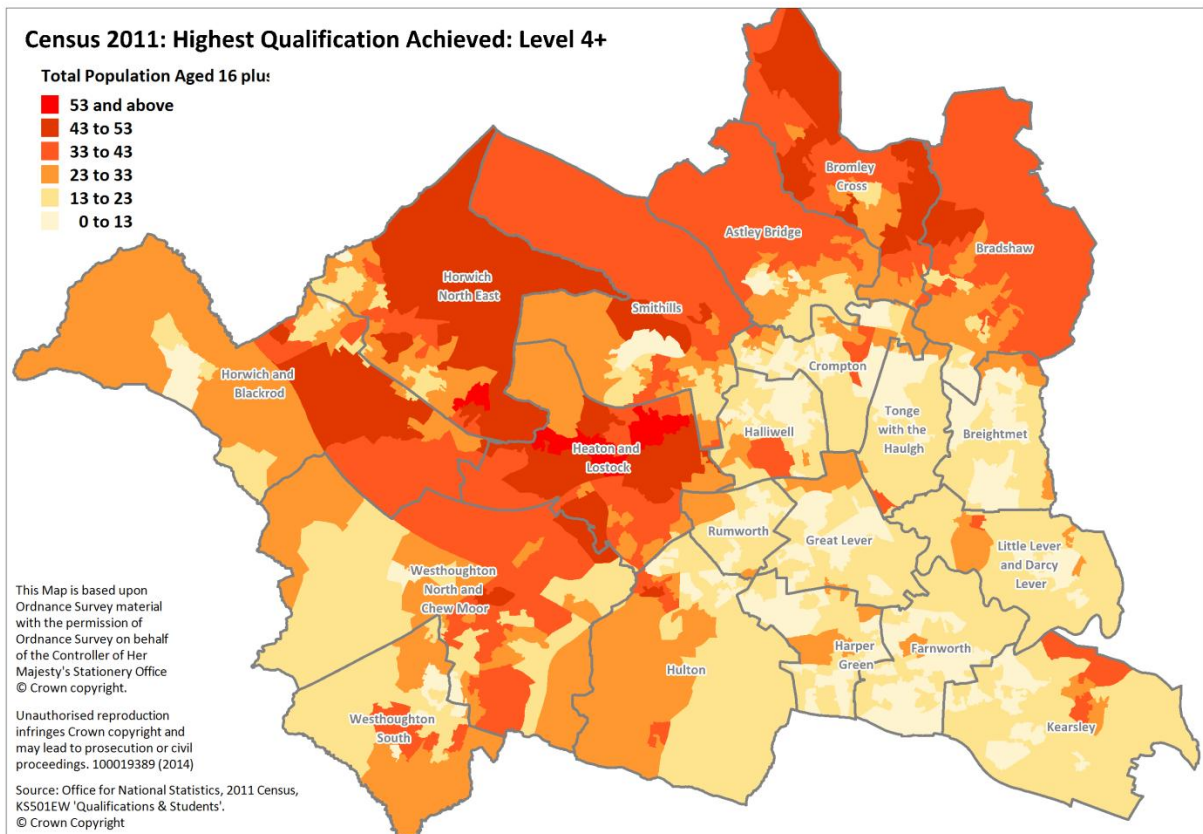 Census 2011: Highest Qualification Achieved: Level 4+
Total Population Aged 16 plus
53 and above
43 to 53
33 to 43
23 to 33
13 to 23
0 to 13
Bromley
Cross
Astley Bridge
Bradshaw
Horwich
North East
Smithills
Horwich and
Blackrod
Crompton
Halliwell
Tonge
with the
Haulgh
Breightmet
Heaton and
Lostock
Rumworth
Great Lever
Little Lever
and Darcy
Lever
Westhoughton
North and
Chew Moor
Hulton
Harper
Green
Farnworth
Kearsley
Westhoughton
South
This Map is based upon
Ordnance Survey material
with the permission of
Ordnance Survey on behalf
of the Controller of Her
Majesty's Stationery Office
© Crown copyright.
Unauthorised reproduction
infringes Crown copyright and
may lead to prosecution or civil
proceedings. 100019389 (2014)
Source: Office for National Statistics, 2011 Census,
KS501EW 'Qualifications & Students'.
© Crown Copyright